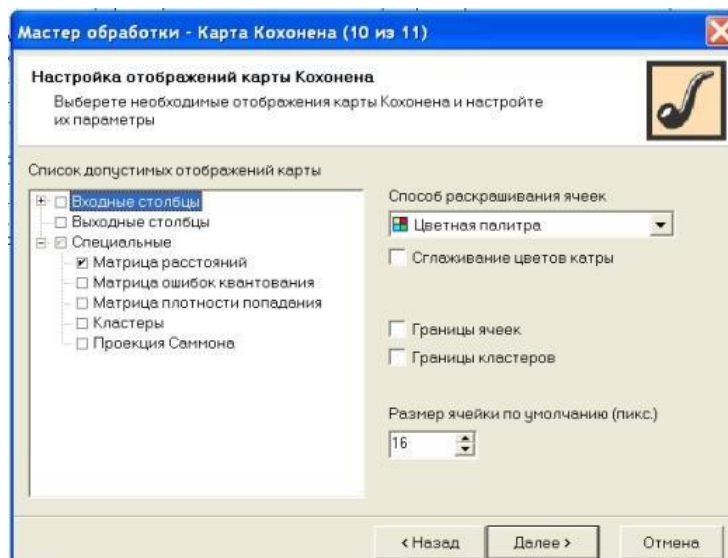 Мастер обработки - Карта Кохонена (10 из 11)
Настройка отображений карты Кохонена
Выберете необходимые отображения карты Кохонена и настройте
их параметры
Список допустимых отображений карты
Входные столбцы
Выходные столбцы
Специальные
Матрица расстояний
Матрица ошибок квантования
Матрица плотности попадания
Кластеры
Проекция Саммона
Способ раскрашивания ячеек
Цветная палитра
Сглаживание цветов катры
Границы ячеек
Границы кластеров
Размер ячейки по умолчанию (пикс.)
16
< Назад Далее > Отмена